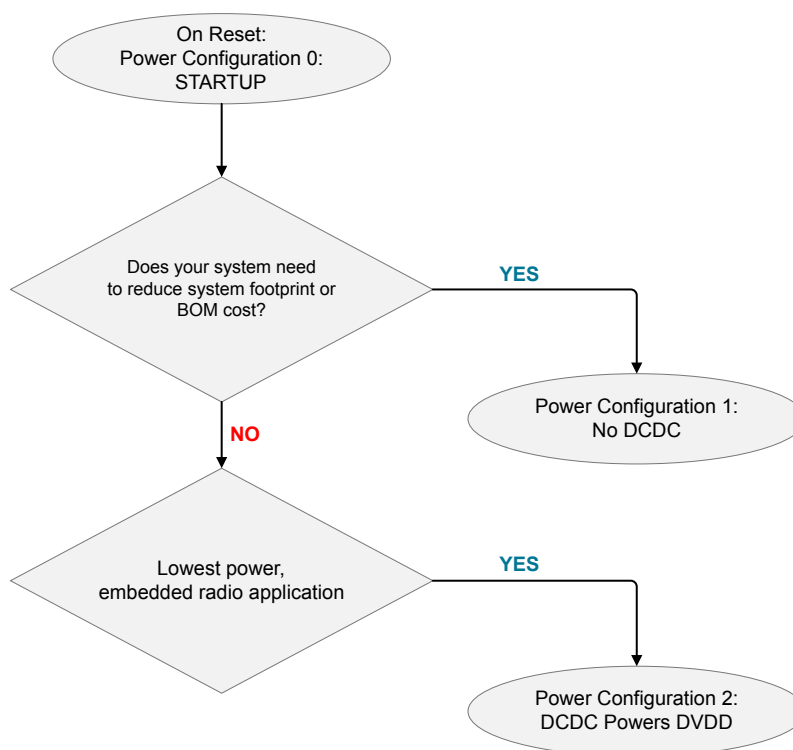 On Reset:
Power Configuration 0:
STARTUP
Does your system need
to reduce system footprint or
BOM cost?
YES
Power Configuration 1:
No DCDC
NO
Lowest power,
embedded radio application
YES
Power Configuration 2:
DCDC Powers DVDD